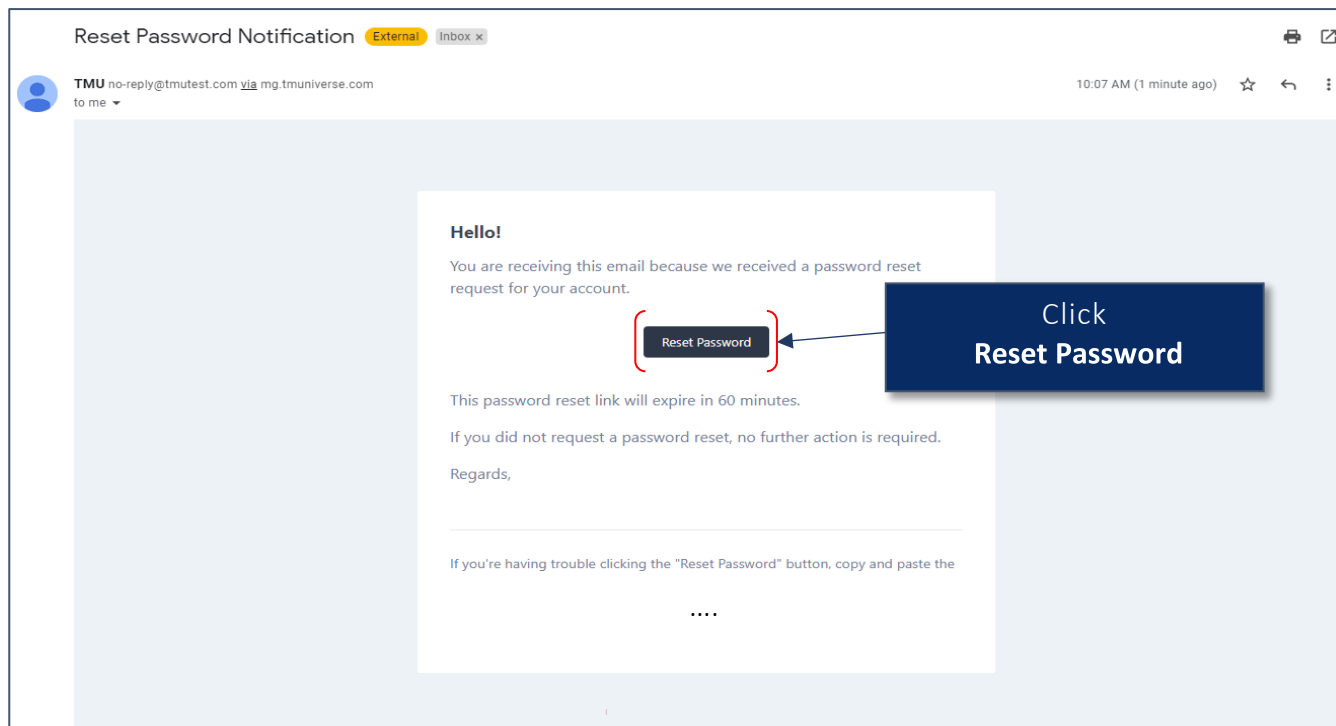 Reset Password Notification External Inbox ×
TMU no-reply@tmutest.com via mg.tmuniverse.com 10:07 AM (1 minute ago)
to me
Hello!
You are receiving this email because we received a password reset
request for your account.
Reset Password
Click
Reset Password
This password reset link will expire in 60 minutes.
If you did not request a password reset, no further action is required.
Regards,
If you're having trouble clicking the "Reset Password" button, copy and paste the
....